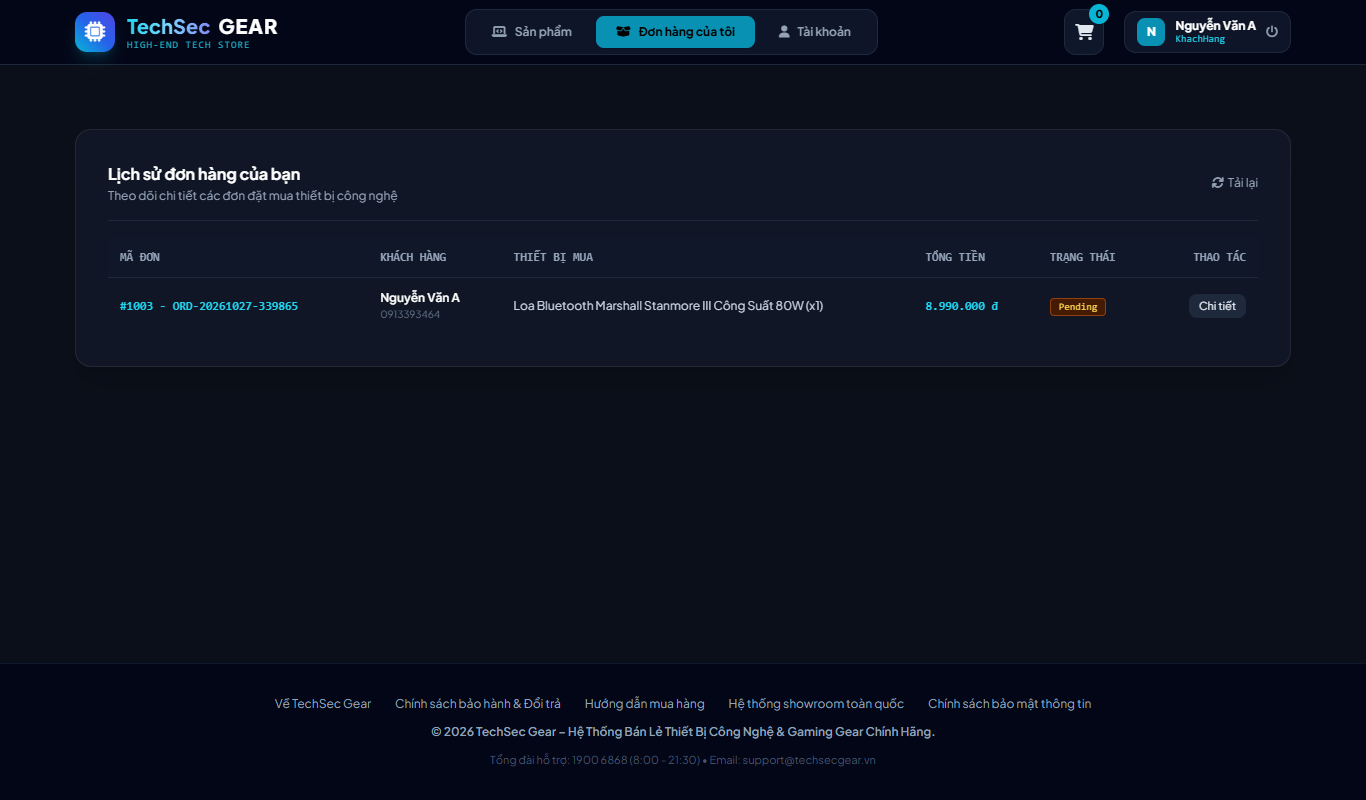 TechSec GEAR
HIGH-END TECH STORE
Sản phẩm
Đơn hàng của tôi
Tài khoản
0
N
Nguyễn Văn A
KhachHang
Lịch sử đơn hàng của bạn
Theo dõi chi tiết các đơn đặt mua thiết bị công nghệ
Tải lại
MÃ ĐƠN KHÁCH HÀNG THIẾT BỊ MUA TỔNG TIỀN TRẠNG THÁI THAO TÁC
#1003 - ORD-20261027-339865
Nguyễn Văn A
0913393464
Loa Bluetooth Marshall Stanmore III Công Suất 80W (x1)
8.990.000 đ
Pending
Chi tiết
Về TechSec Gear Chính sách bảo hành & Đổi trả Hướng dẫn mua hàng Hệ thống showroom toàn quốc Chính sách bảo mật thông tin
© 2026 TechSec Gear – Hệ Thống Bán Lẻ Thiết Bị Công Nghệ & Gaming Gear Chính Hãng.
Tổng đài hỗ trợ: 1900 6868 (8:00 - 21:30) • Email: support@techsecgear.vn